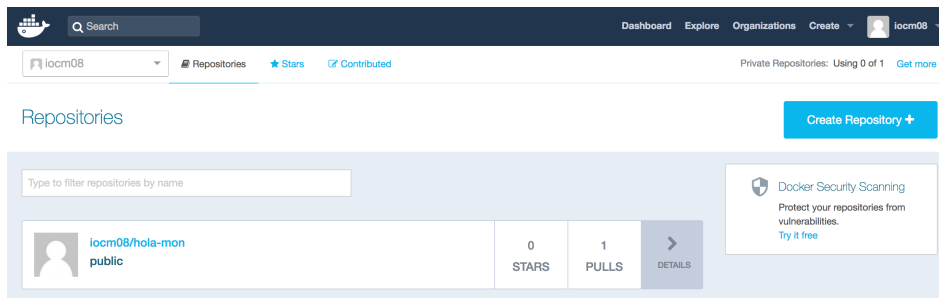 Search
Dashboard Explore Organizations Create iocm08
iocm08 Repositories Stars Contributed Private Repositories: Using 0 of 1 Get more
Repositories
Create Repository +
Type to filter repositories by name
Docker Security Scanning
Protect your repositories from
vulnerabilities.
Try it free
iocm08/hola-mon
public
0
STARS
1
PULLS
DETAILS